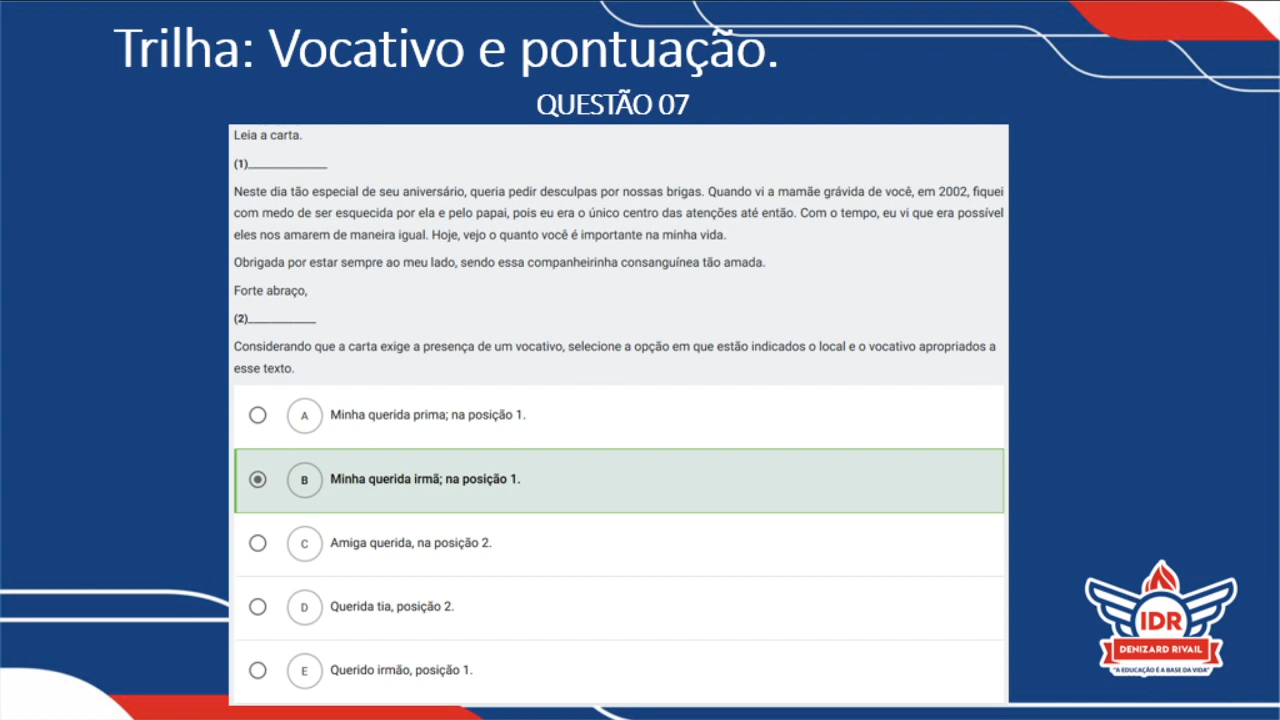 Trilha: Vocativo e pontuação.
QUESTÃO 07
Leia a carta.
(1)_____________
Neste dia tão especial de seu aniversário, queria pedir desculpas por nossas brigas. Quando vi a mamãe grávida de você, em 2002, fiquei
com medo de ser esquecida por ela e pelo papai, pois eu era o único centro das atenções até então. Com o tempo, eu vi que era possível
eles nos amarem de maneira igual. Hoje, vejo o quanto você é importante na minha vida.
Obrigada por estar sempre ao meu lado, sendo essa companheirinha consanguínea tão amada.
Forte abraço,
(2)___________
Considerando que a carta exige a presença de um vocativo, selecione a opção em que estão indicados o local e o vocativo apropriados a
esse texto.
A Minha querida prima; na posição 1.
B Minha querida irmã; na posição 1.
C Amiga querida, na posição 2.
D Querida tia, posição 2.
E Querido irmão, posição 1.
IDR
DENIZARD RIVAIL
"A EDUCAÇÃO É A BASE DA VIDA"